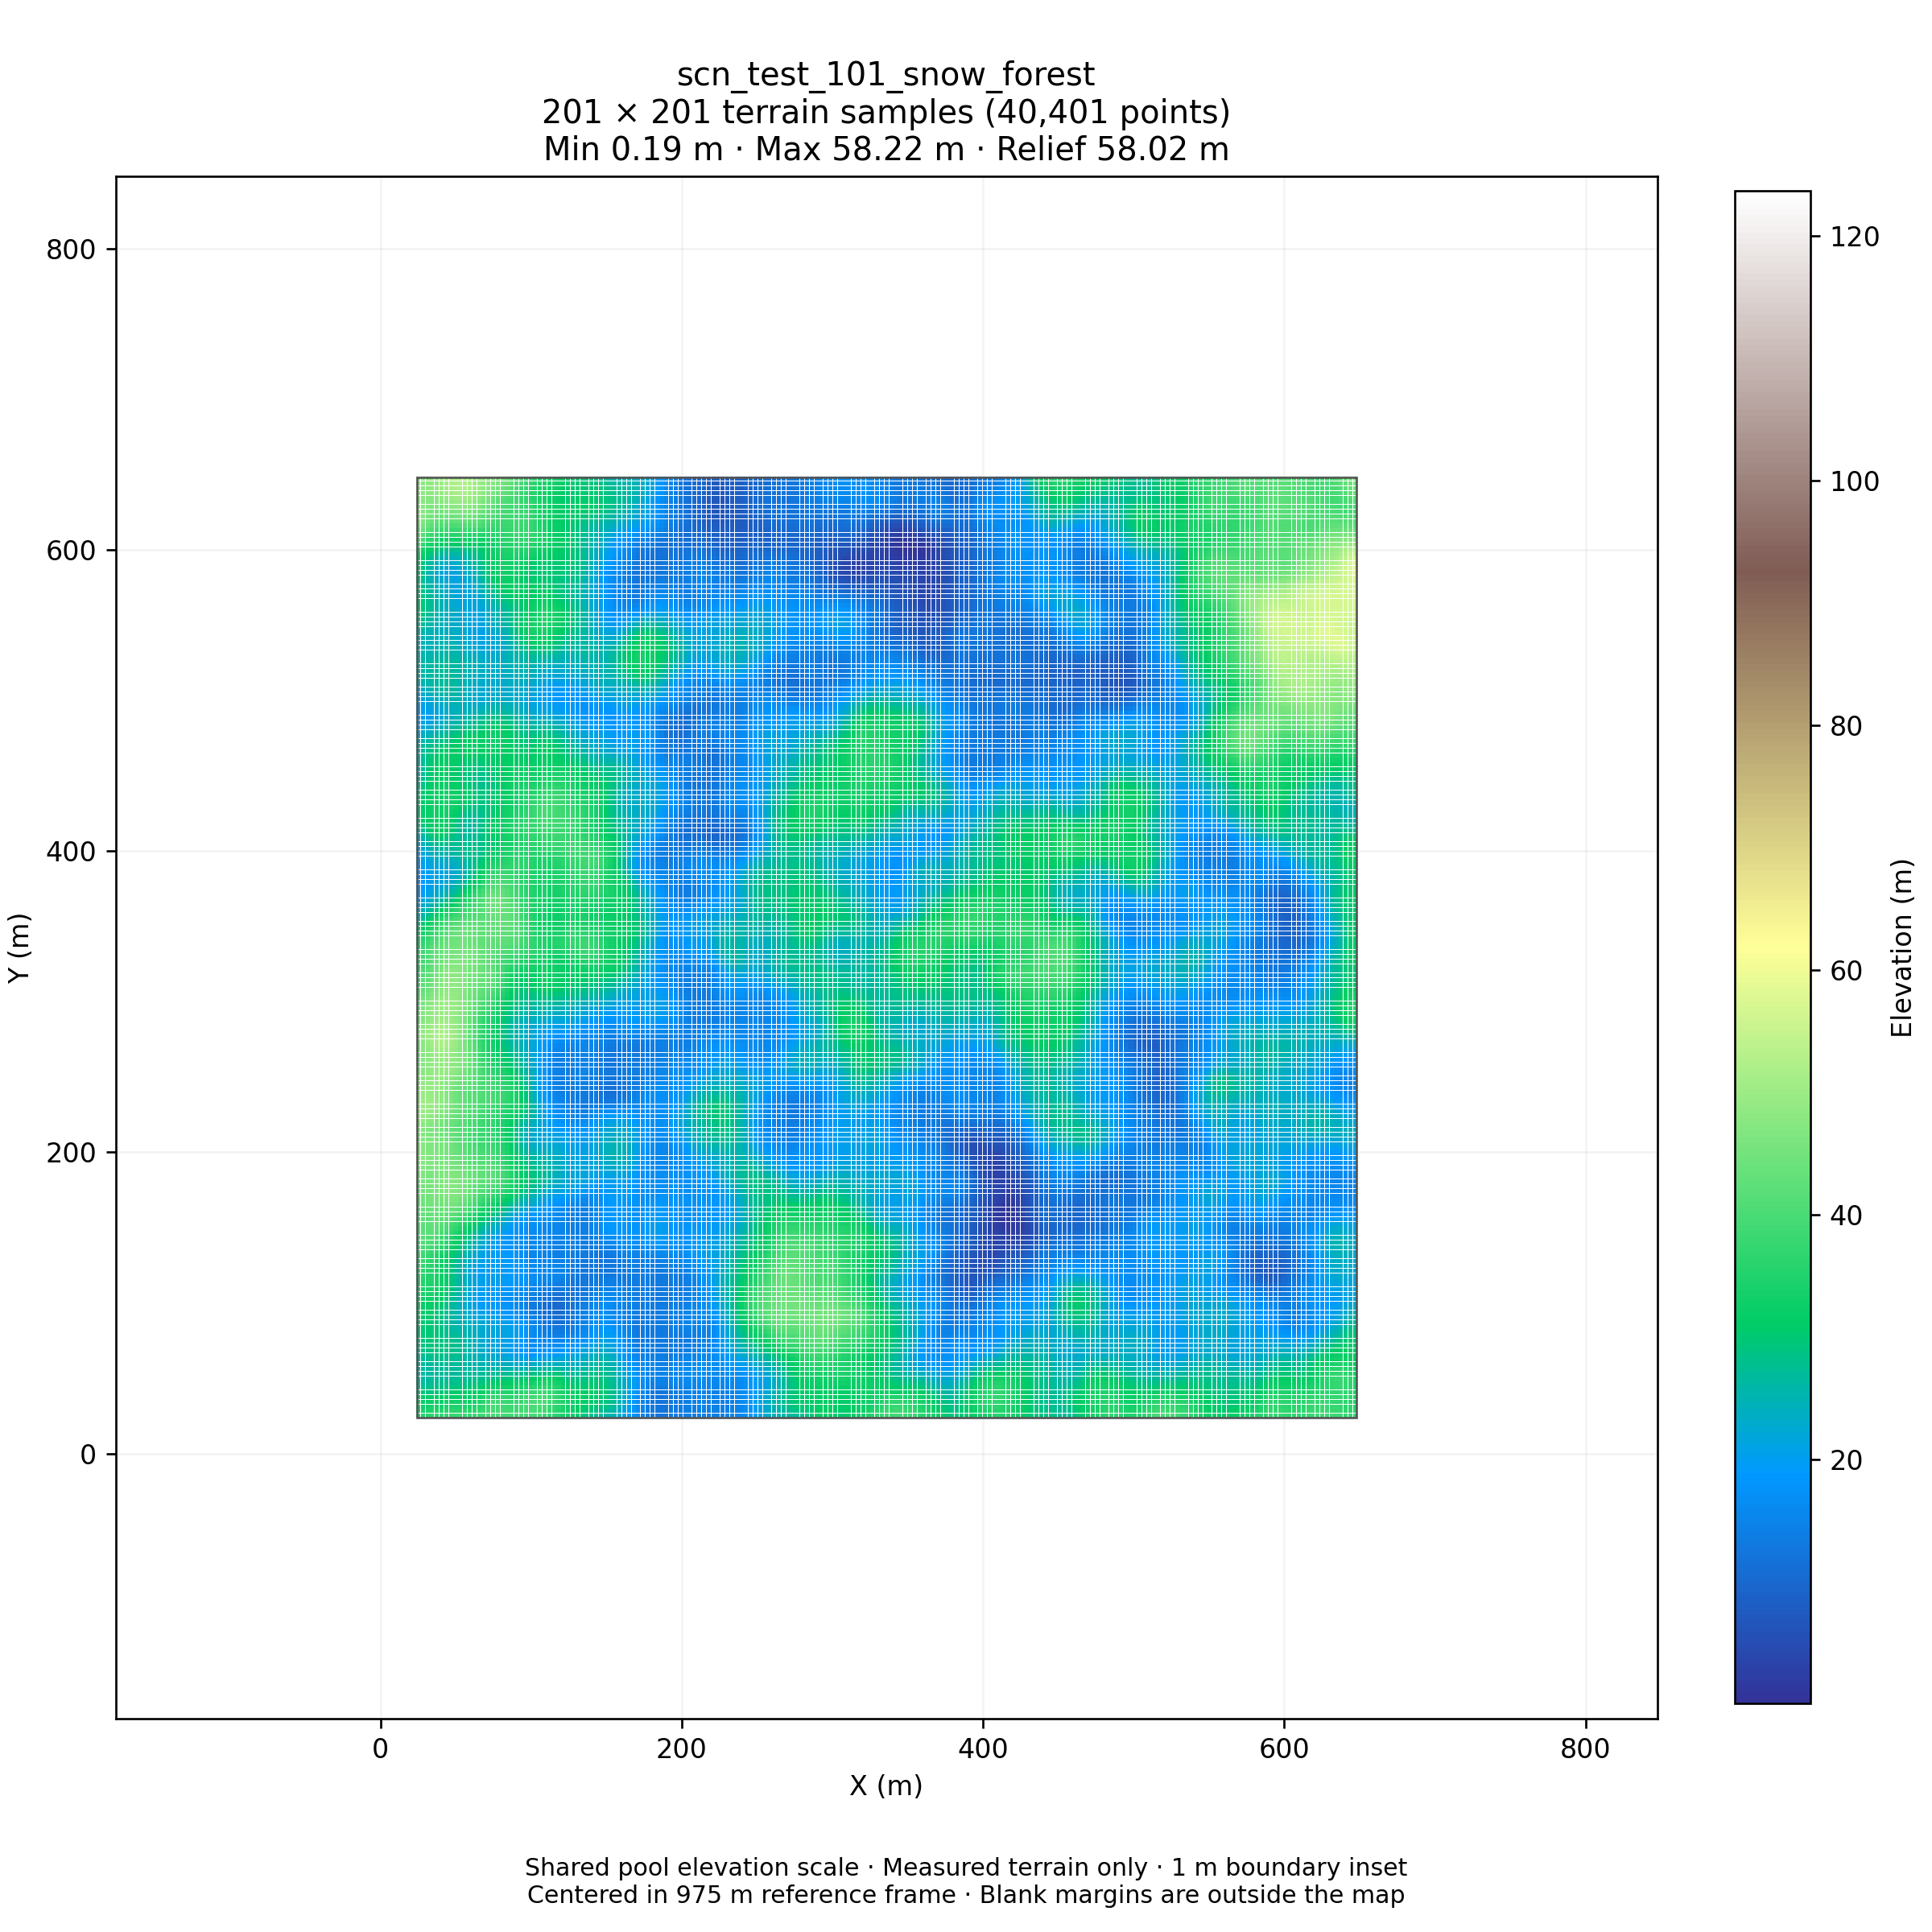 scn_test_101_snow_forest
201 × 201 terrain samples (40,401 points)
Min 0.19 m · Max 58.22 m · Relief 58.02 m
800
600
400
200
0
Y (m)
0
200
400
600
800
X (m)
120
100
80
60
40
20
Elevation (m)
Shared pool elevation scale · Measured terrain only · 1 m boundary inset
Centered in 975 m reference frame · Blank margins are outside the map